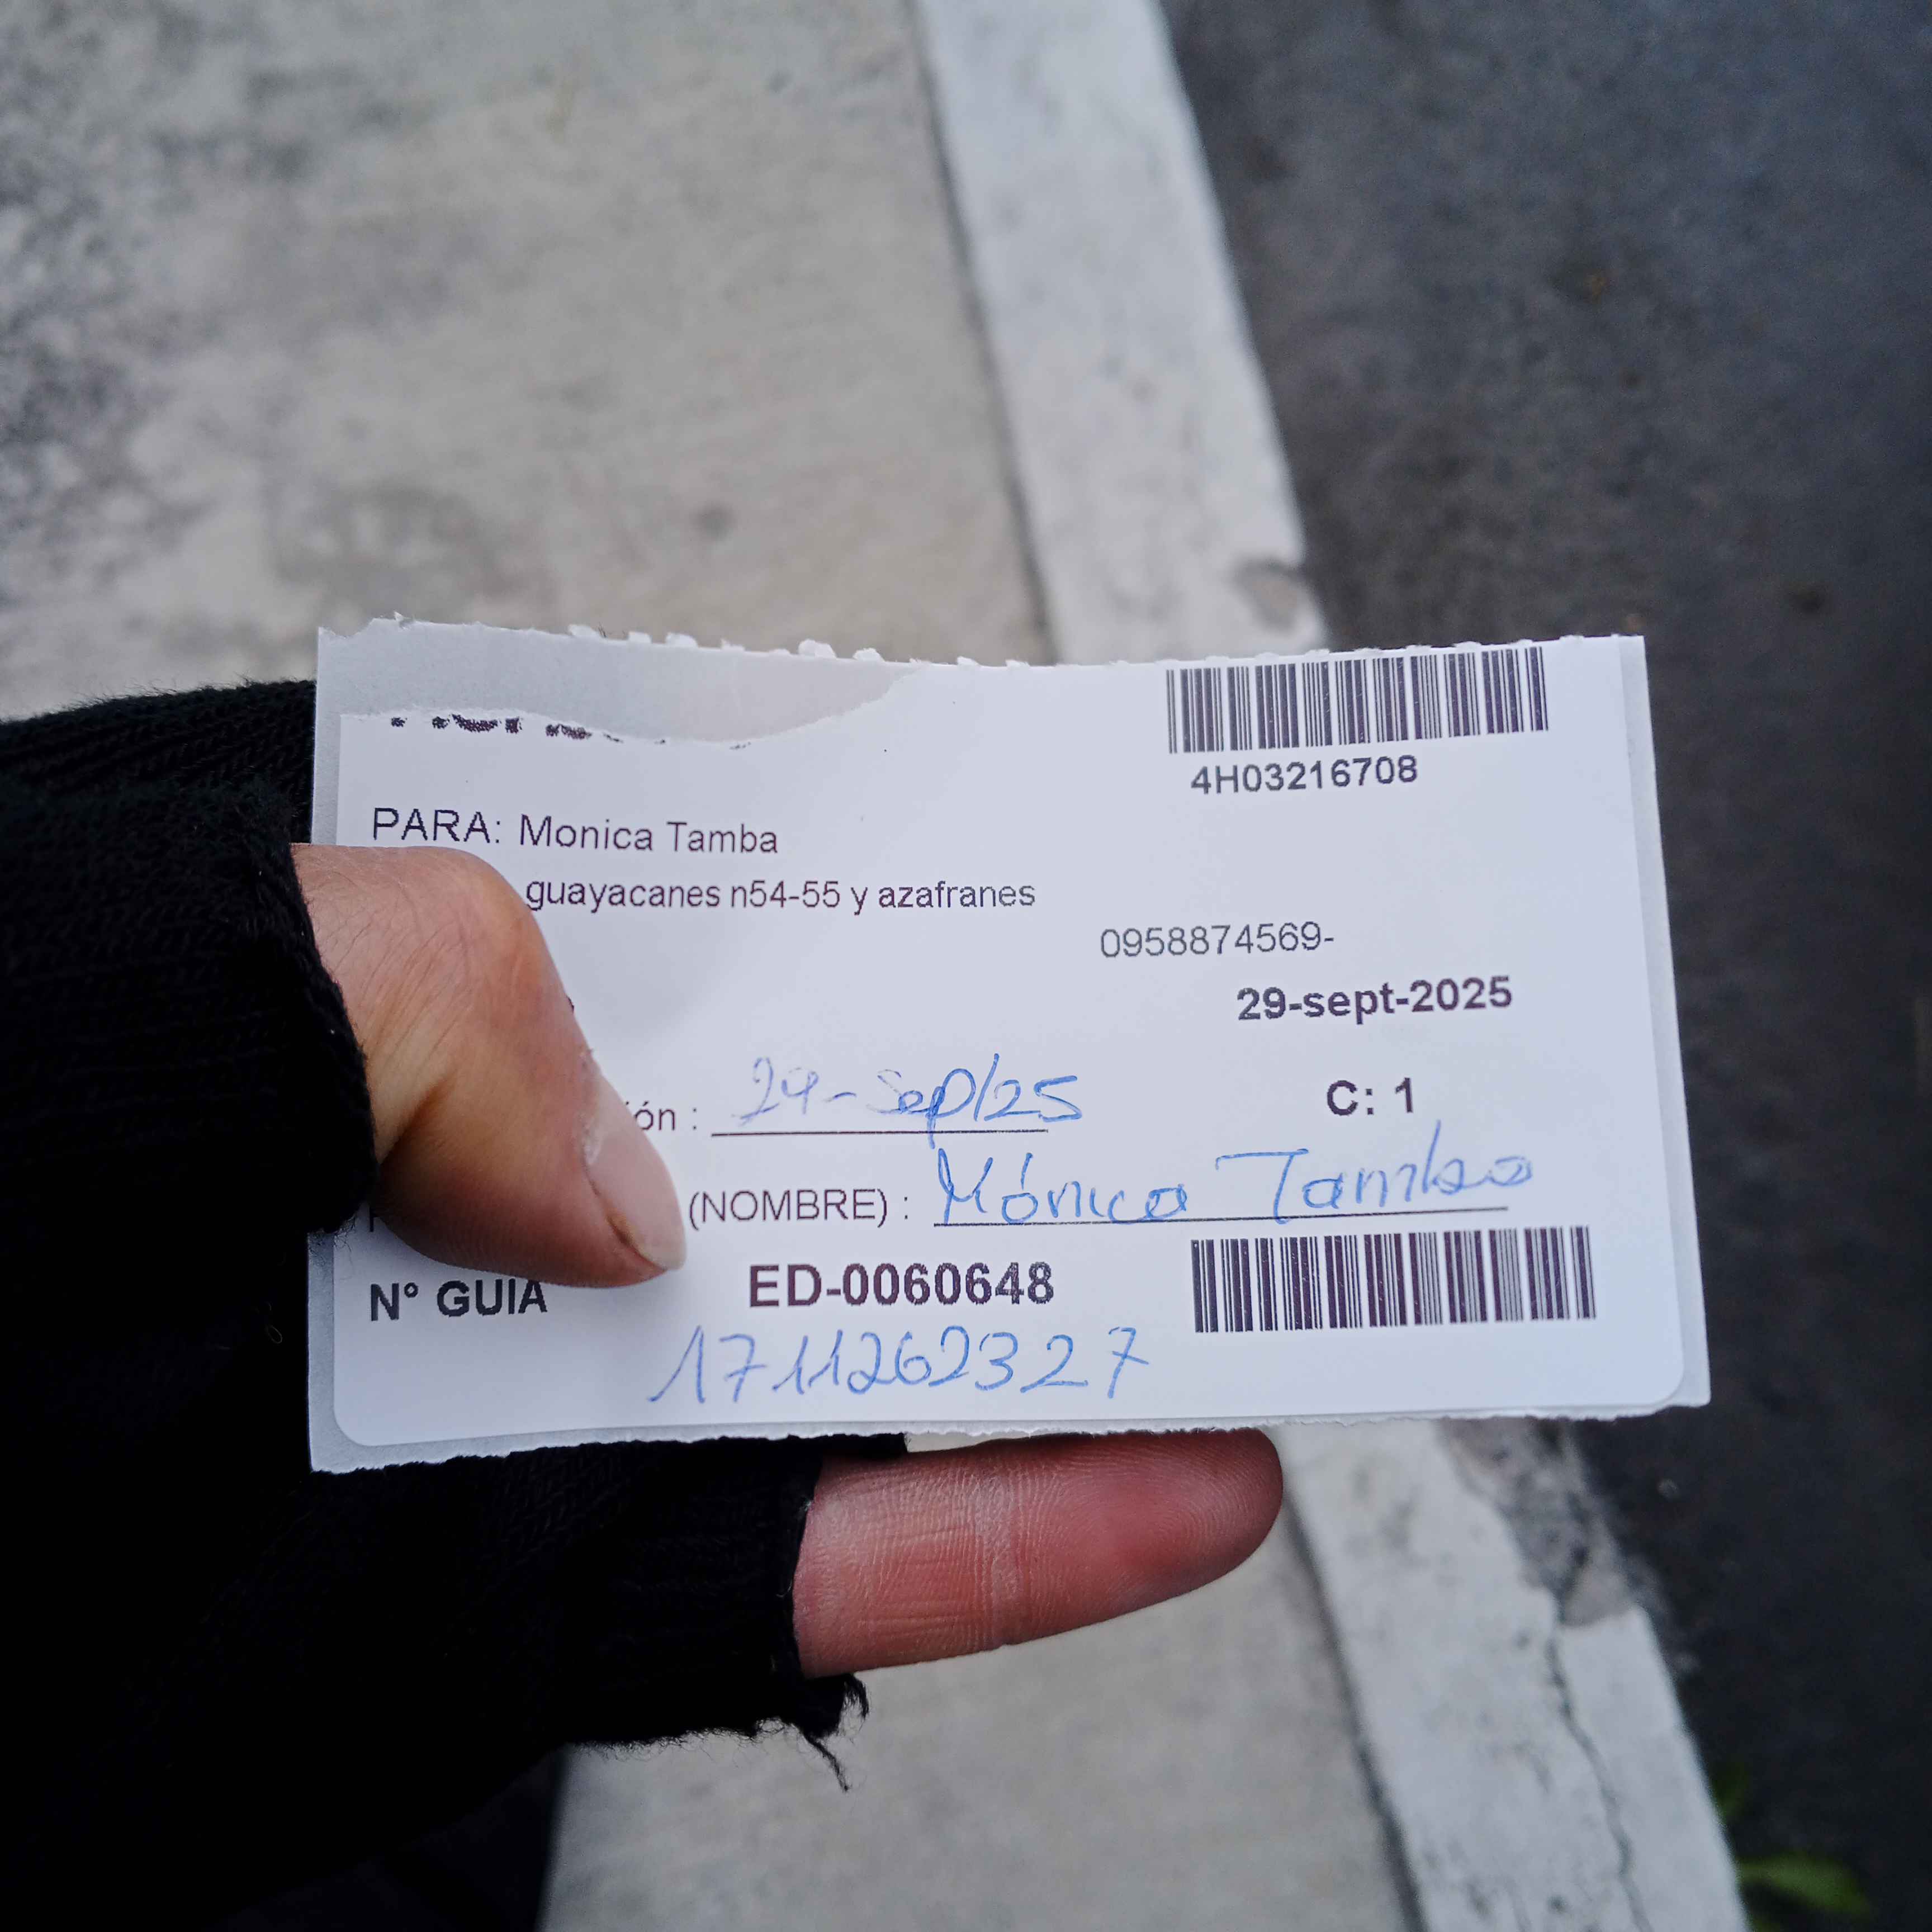 4H03216708
PARA: Monica Tamba
guayacanes n54-55 y azafranes
0958874569-
29-sept-2025
ón : 29-Sep/25
C: 1
(NOMBRE) : Mónica Tamba
N° GUIA ED-0060648
1711262327